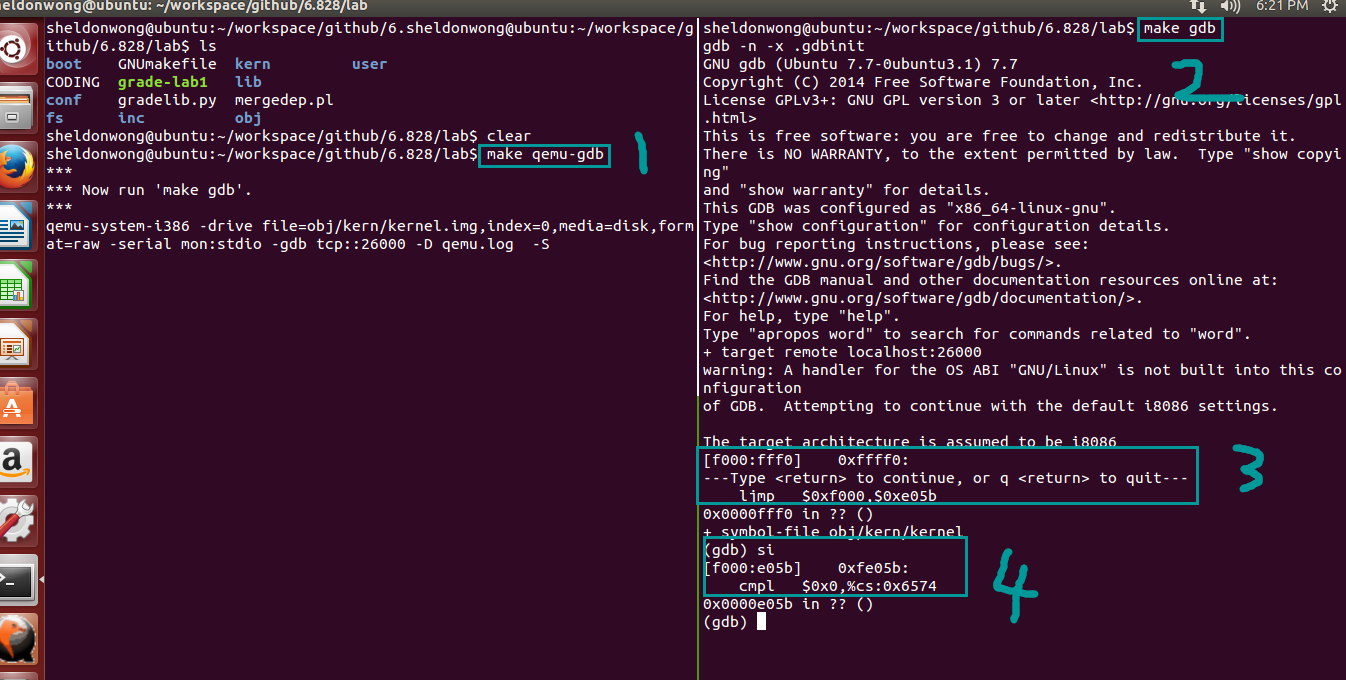 heldonwong@ubuntu: ~/workspace/github/6.828/lab
6:21 PM
sheldonwong@ubuntu:~/workspace/github/6.sheldonwong@ubuntu:~/workspace/g
ithub/6.828/lab$ ls
boot    GNUmakefile  kern         user
CODING  grade-lab1   lib
conf    gradelib.py  mergedep.pl
fs      inc          obj
sheldonwong@ubuntu:~/workspace/github/6.828/lab$ clear
sheldonwong@ubuntu:~/workspace/github/6.828/lab$ make qemu-gdb
1
***
*** Now run 'make gdb'.
***
qemu-system-i386 -drive file=obj/kern/kernel.img,index=0,media=disk,form
at=raw -serial mon:stdio -gdb tcp::26000 -D qemu.log  -S
sheldonwong@ubuntu:~/workspace/github/6.828/lab$ make gdb
2
gdb -n -x .gdbinit
GNU gdb (Ubuntu 7.7-0ubuntu3.1) 7.7
Copyright (C) 2014 Free Software Foundation, Inc.
License GPLv3+: GNU GPL version 3 or later <http://gnu.org/licenses/gpl
.html>
This is free software: you are free to change and redistribute it.
There is NO WARRANTY, to the extent permitted by law.  Type "show copyi
ng"
and "show warranty" for details.
This GDB was configured as "x86_64-linux-gnu".
Type "show configuration" for configuration details.
For bug reporting instructions, please see:
<http://www.gnu.org/software/gdb/bugs/>.
Find the GDB manual and other documentation resources online at:
<http://www.gnu.org/software/gdb/documentation/>.
For help, type "help".
Type "apropos word" to search for commands related to "word".
+ target remote localhost:26000
warning: A handler for the OS ABI "GNU/Linux" is not built into this co
nfiguration
of GDB.  Attempting to continue with the default i8086 settings.
The target architecture is assumed to be i8086
[f000:fff0]    0xffff0:
---Type <return> to continue, or q <return> to quit---
ljmp   $0xf000,$0xe05b
3
0x0000fff0 in ?? ()
+ symbol-file obj/kern/kernel
(gdb) si
[f000:e05b]    0xfe05b:
cmpl   $0x0,%cs:0x6574
4
0x0000e05b in ?? ()
(gdb)